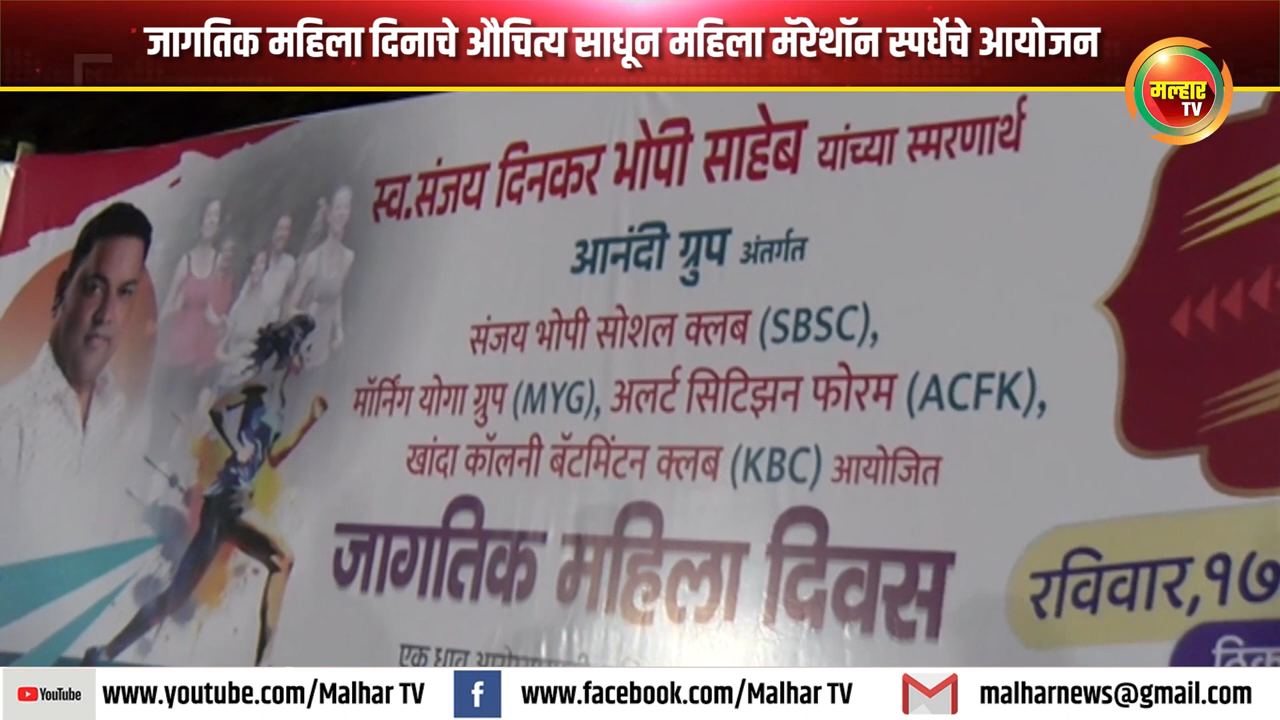 जागतिक महिला दिनाचे औचित्य साधून महिला मॅरेथॉन स्पर्धेचे आयोजन
मल्हार
TV
स्व.संजय दिनकर भोपी साहेब यांच्या स्मरणार्थ
आनंदी ग्रुप अंतर्गत
संजय भोपी सोशल क्लब (SBSC),
मॉर्निंग योगा ग्रुप (MYG), अलर्ट सिटिझन फोरम (ACFK),
खांदा कॉलनी बॅटमिंटन क्लब (KBC) आयोजित
जागतिक महिला दिवस
रविवार,१७
एक धाव
YouTube
www.youtube.com/Malhar TV
www.facebook.com/Malhar TV
malharnews@gmail.com